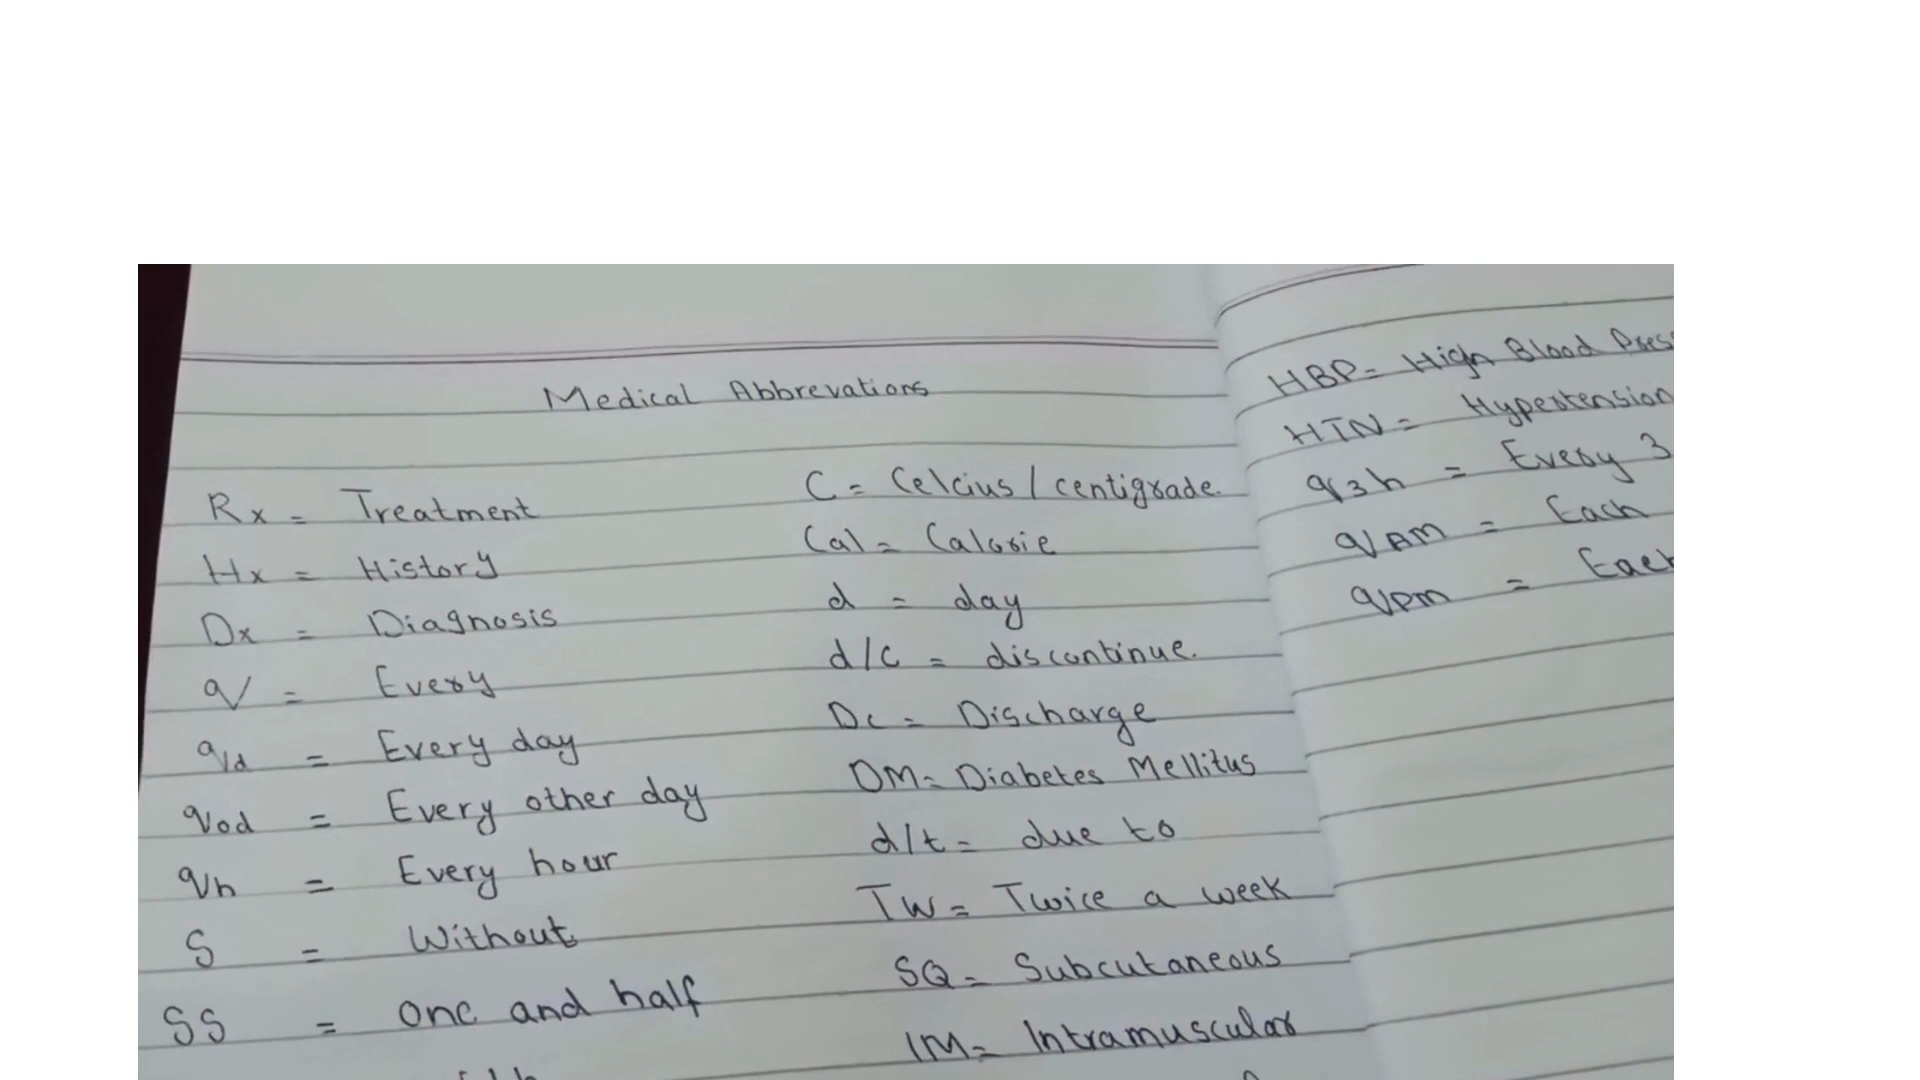 Medical Abbrevations
Rx = Treatment
Hx = History
Dx = Diagnosis
q = Every
qd = Every day
qod = Every other day
qh = Every hour
S = Without
SS = one and half
C = Celcius / centigrade.
Cal = Calorie
d = day
d/c = discontinue.
Dc = Discharge
DM = Diabetes Mellitus
d/t = due to
TW = Twice a week
SQ = Subcutaneous
IM = Intramuscular
HBP = High Blood Press
HTN = Hypertension
q3h = Every 3
qAM = Each
qPM = Each